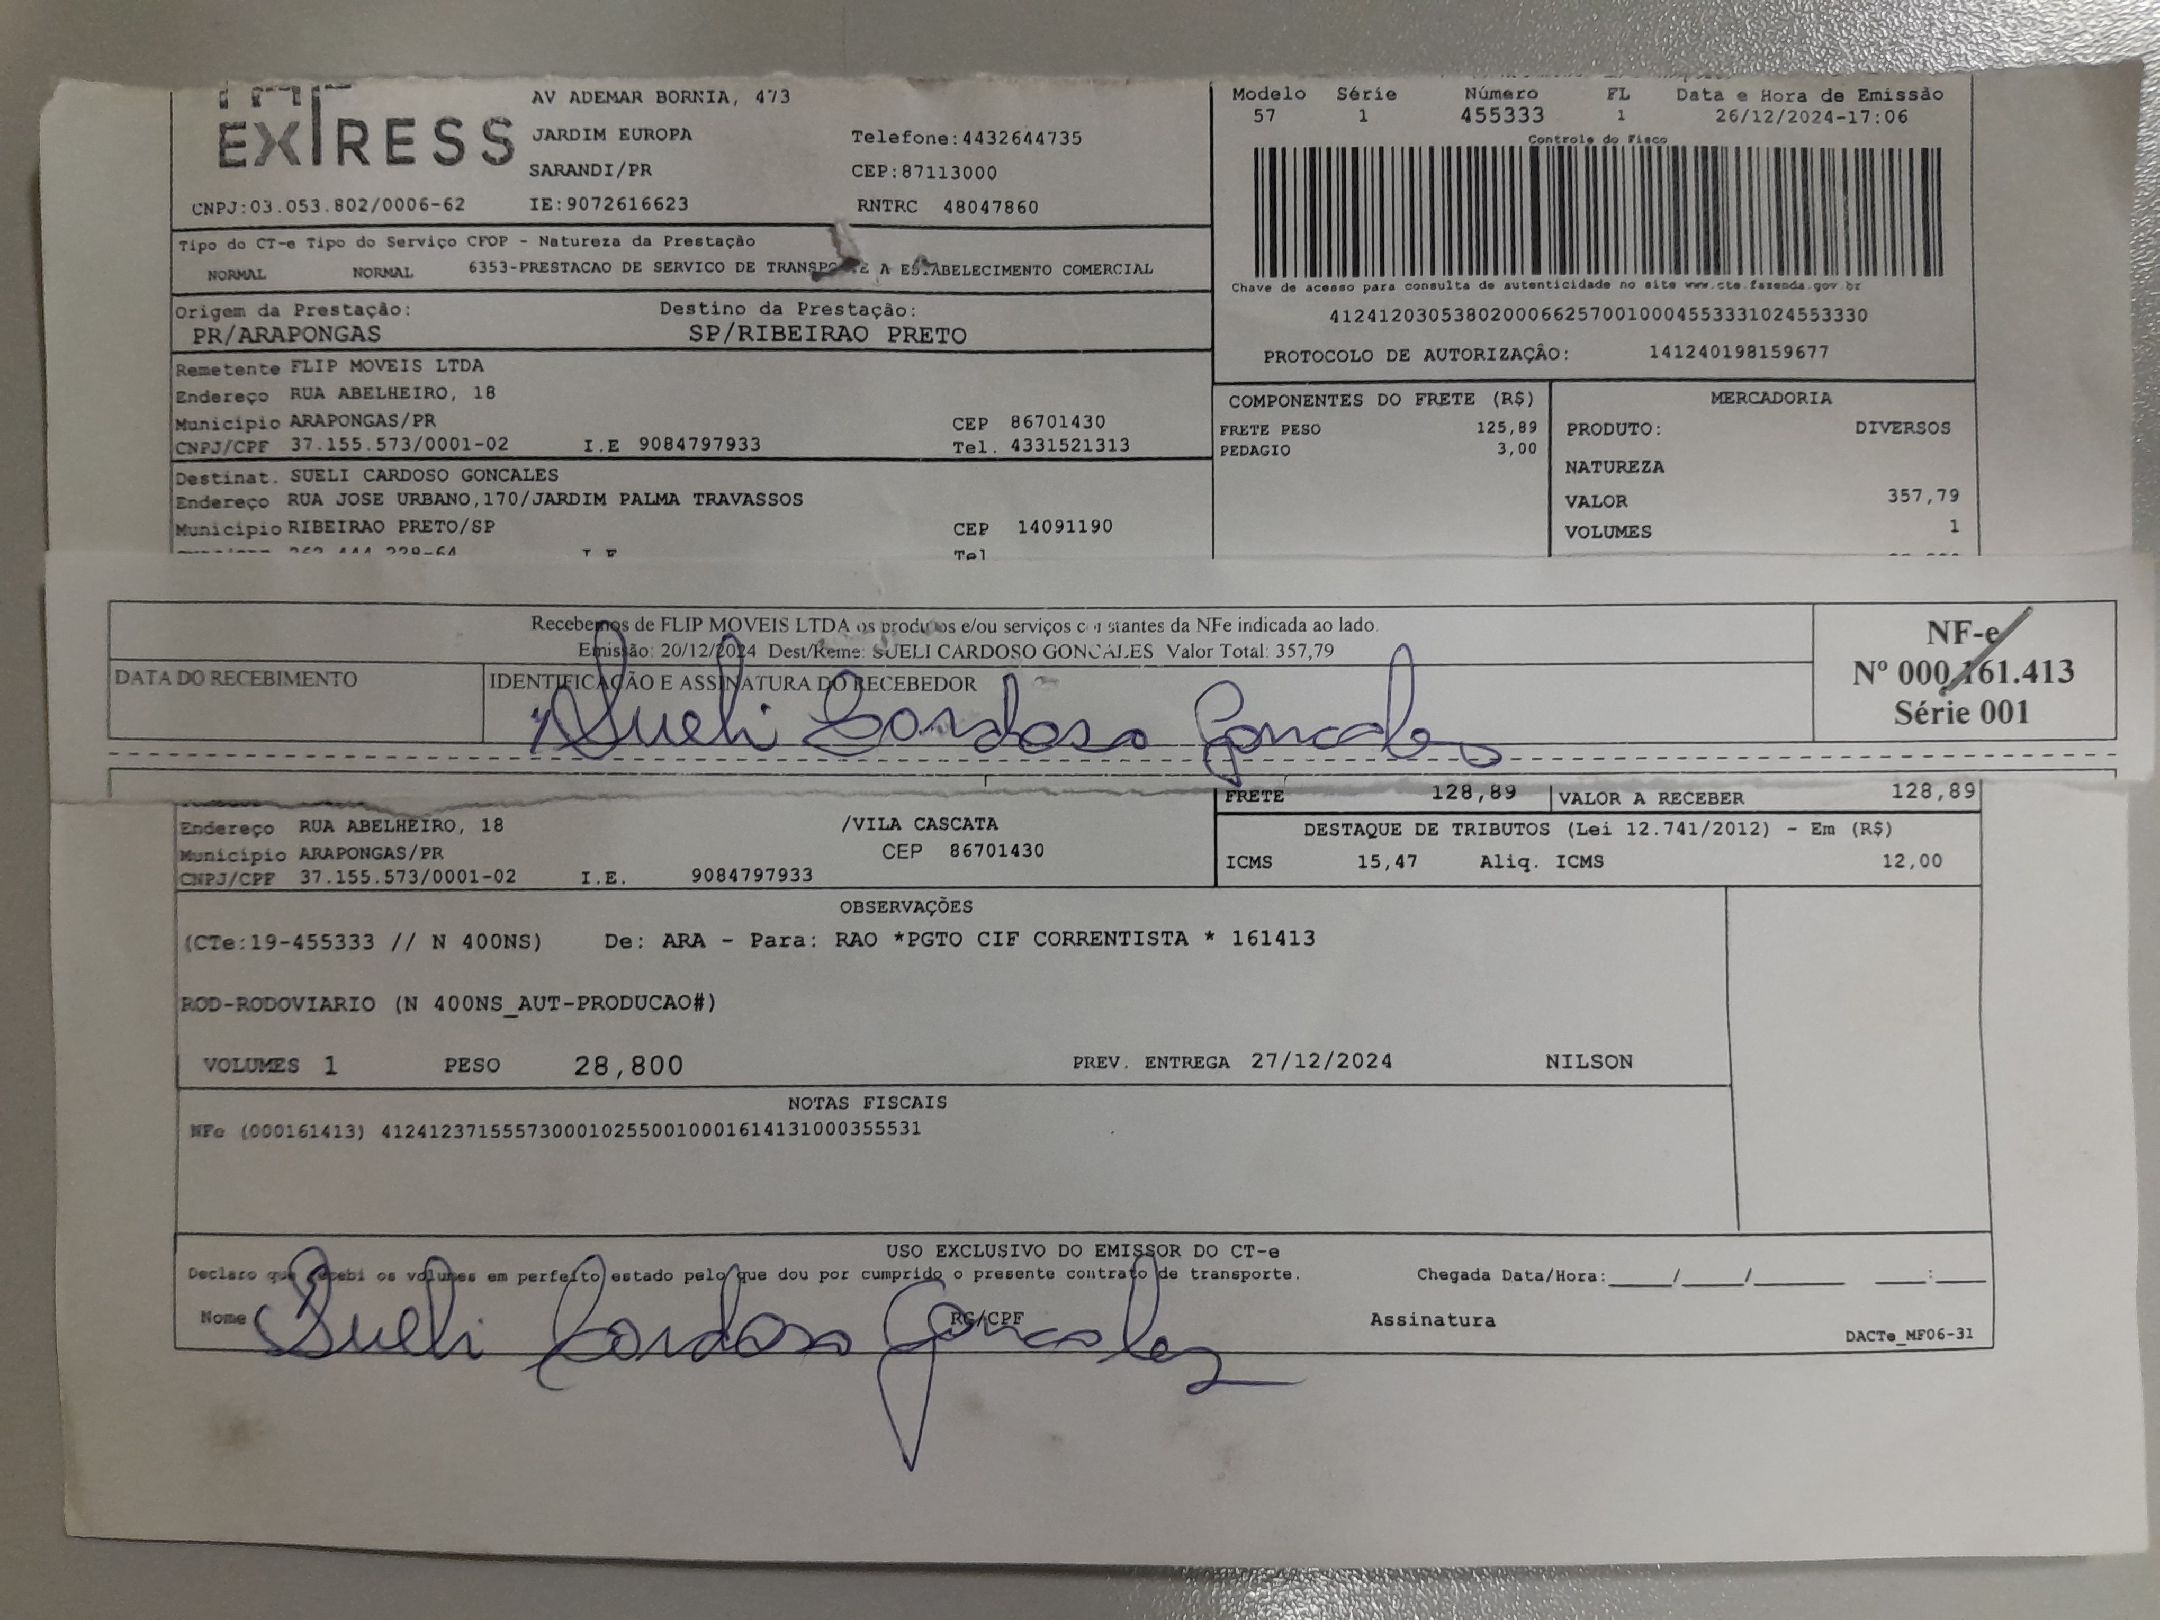 EXPRESS
AV ADEMAR BORNIA, 473
JARDIM EUROPA
Telefone:4432644735
SARANDI/PR
CEP:87113000
CNPJ:03.053.802/0006-62
IE:9072616623
RNTRC 48047860
Tipo do CT-e Tipo do Serviço CFOP - Natureza da Prestação
NORMAL NORMAL 6353-PRESTACAO DE SERVICO DE TRANSPORTE A ESTABELECIMENTO COMERCIAL
Origem da Prestação: Destino da Prestação:
PR/ARAPONGAS SP/RIBEIRAO PRETO
Remetente FLIP MOVEIS LTDA
Endereço RUA ABELHEIRO, 18
Município ARAPONGAS/PR CEP 86701430
CNPJ/CPF 37.155.573/0001-02 I.E 9084797933 Tel. 4331521313
Destinat. SUELI CARDOSO GONCALES
Endereço RUA JOSE URBANO,170/JARDIM PALMA TRAVASSOS
Município RIBEIRAO PRETO/SP CEP 14091190
I.E Tel
Modelo Série Número FL Data e Hora de Emissão
57 1 455333 1 26/12/2024-17:06
Controle do Fisco
Chave de acesso para consulta de autenticidade no site www.cte.fazenda.gov.br
41241203053802000662570010004553331024553330
PROTOCOLO DE AUTORIZAÇÃO: 141240198159677
COMPONENTES DO FRETE (R$)
FRETE PESO 125,89
PEDAGIO 3,00
MERCADORIA
PRODUTO: DIVERSOS
NATUREZA
VALOR 357,79
VOLUMES 1
Recebemos de FLIP MOVEIS LTDA os produtos e/ou serviços constantes da NFe indicada ao lado.
Emissão: 20/12/2024 Dest/Reme: SUELI CARDOSO GONCALES Valor Total: 357,79
DATA DO RECEBIMENTO
IDENTIFICAÇÃO E ASSINATURA DO RECEBEDOR
Sueli Cardoso Goncales
NF-e
Nº 000.161.413
Série 001
FRETE 128,89 VALOR A RECEBER 128,89
Endereço RUA ABELHEIRO, 18 /VILA CASCATA
Município ARAPONGAS/PR CEP 86701430
CNPJ/CPF 37.155.573/0001-02 I.E. 9084797933
DESTAQUE DE TRIBUTOS (Lei 12.741/2012) - Em (R$)
ICMS 15,47 Aliq. ICMS 12,00
OBSERVAÇÕES
(CTe:19-455333 // N 400NS) De: ARA - Para: RAO *PGTO CIF CORRENTISTA * 161413
ROD-RODOVIARIO (N 400NS_AUT-PRODUCAO#)
VOLUMES 1 PESO 28,800 PREV. ENTREGA 27/12/2024 NILSON
NOTAS FISCAIS
NFe (000161413) 41241237155573000102550010001614131000355531
USO EXCLUSIVO DO EMISSOR DO CT-e
Declaro que recebi os volumes em perfeito estado pelo que dou por cumprido o presente contrato de transporte. Chegada Data/Hora:____/____/______ ___:___
Nome RG/CPF Assinatura
Sueli Cardoso Goncales
DACTe_MF06-31